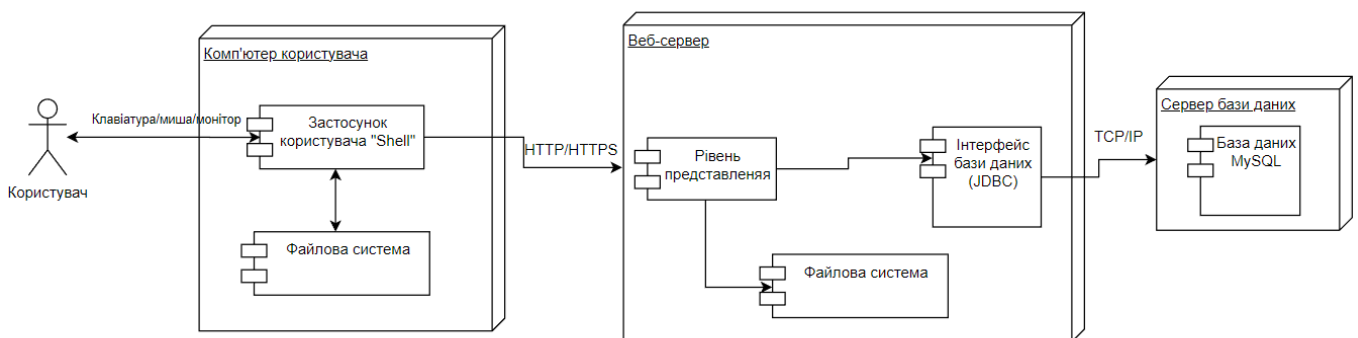 Користувач
Клавіатура/миша/монітор
Комп'ютер користувача
Застосунок
користувача "Shell"
Файлова система
HTTP/HTTPS
Веб-сервер
Рівень
представленя
Інтерфейс
бази даних
(JDBC)
Файлова система
TCP/IP
Сервер бази даних
База даних
MySQL